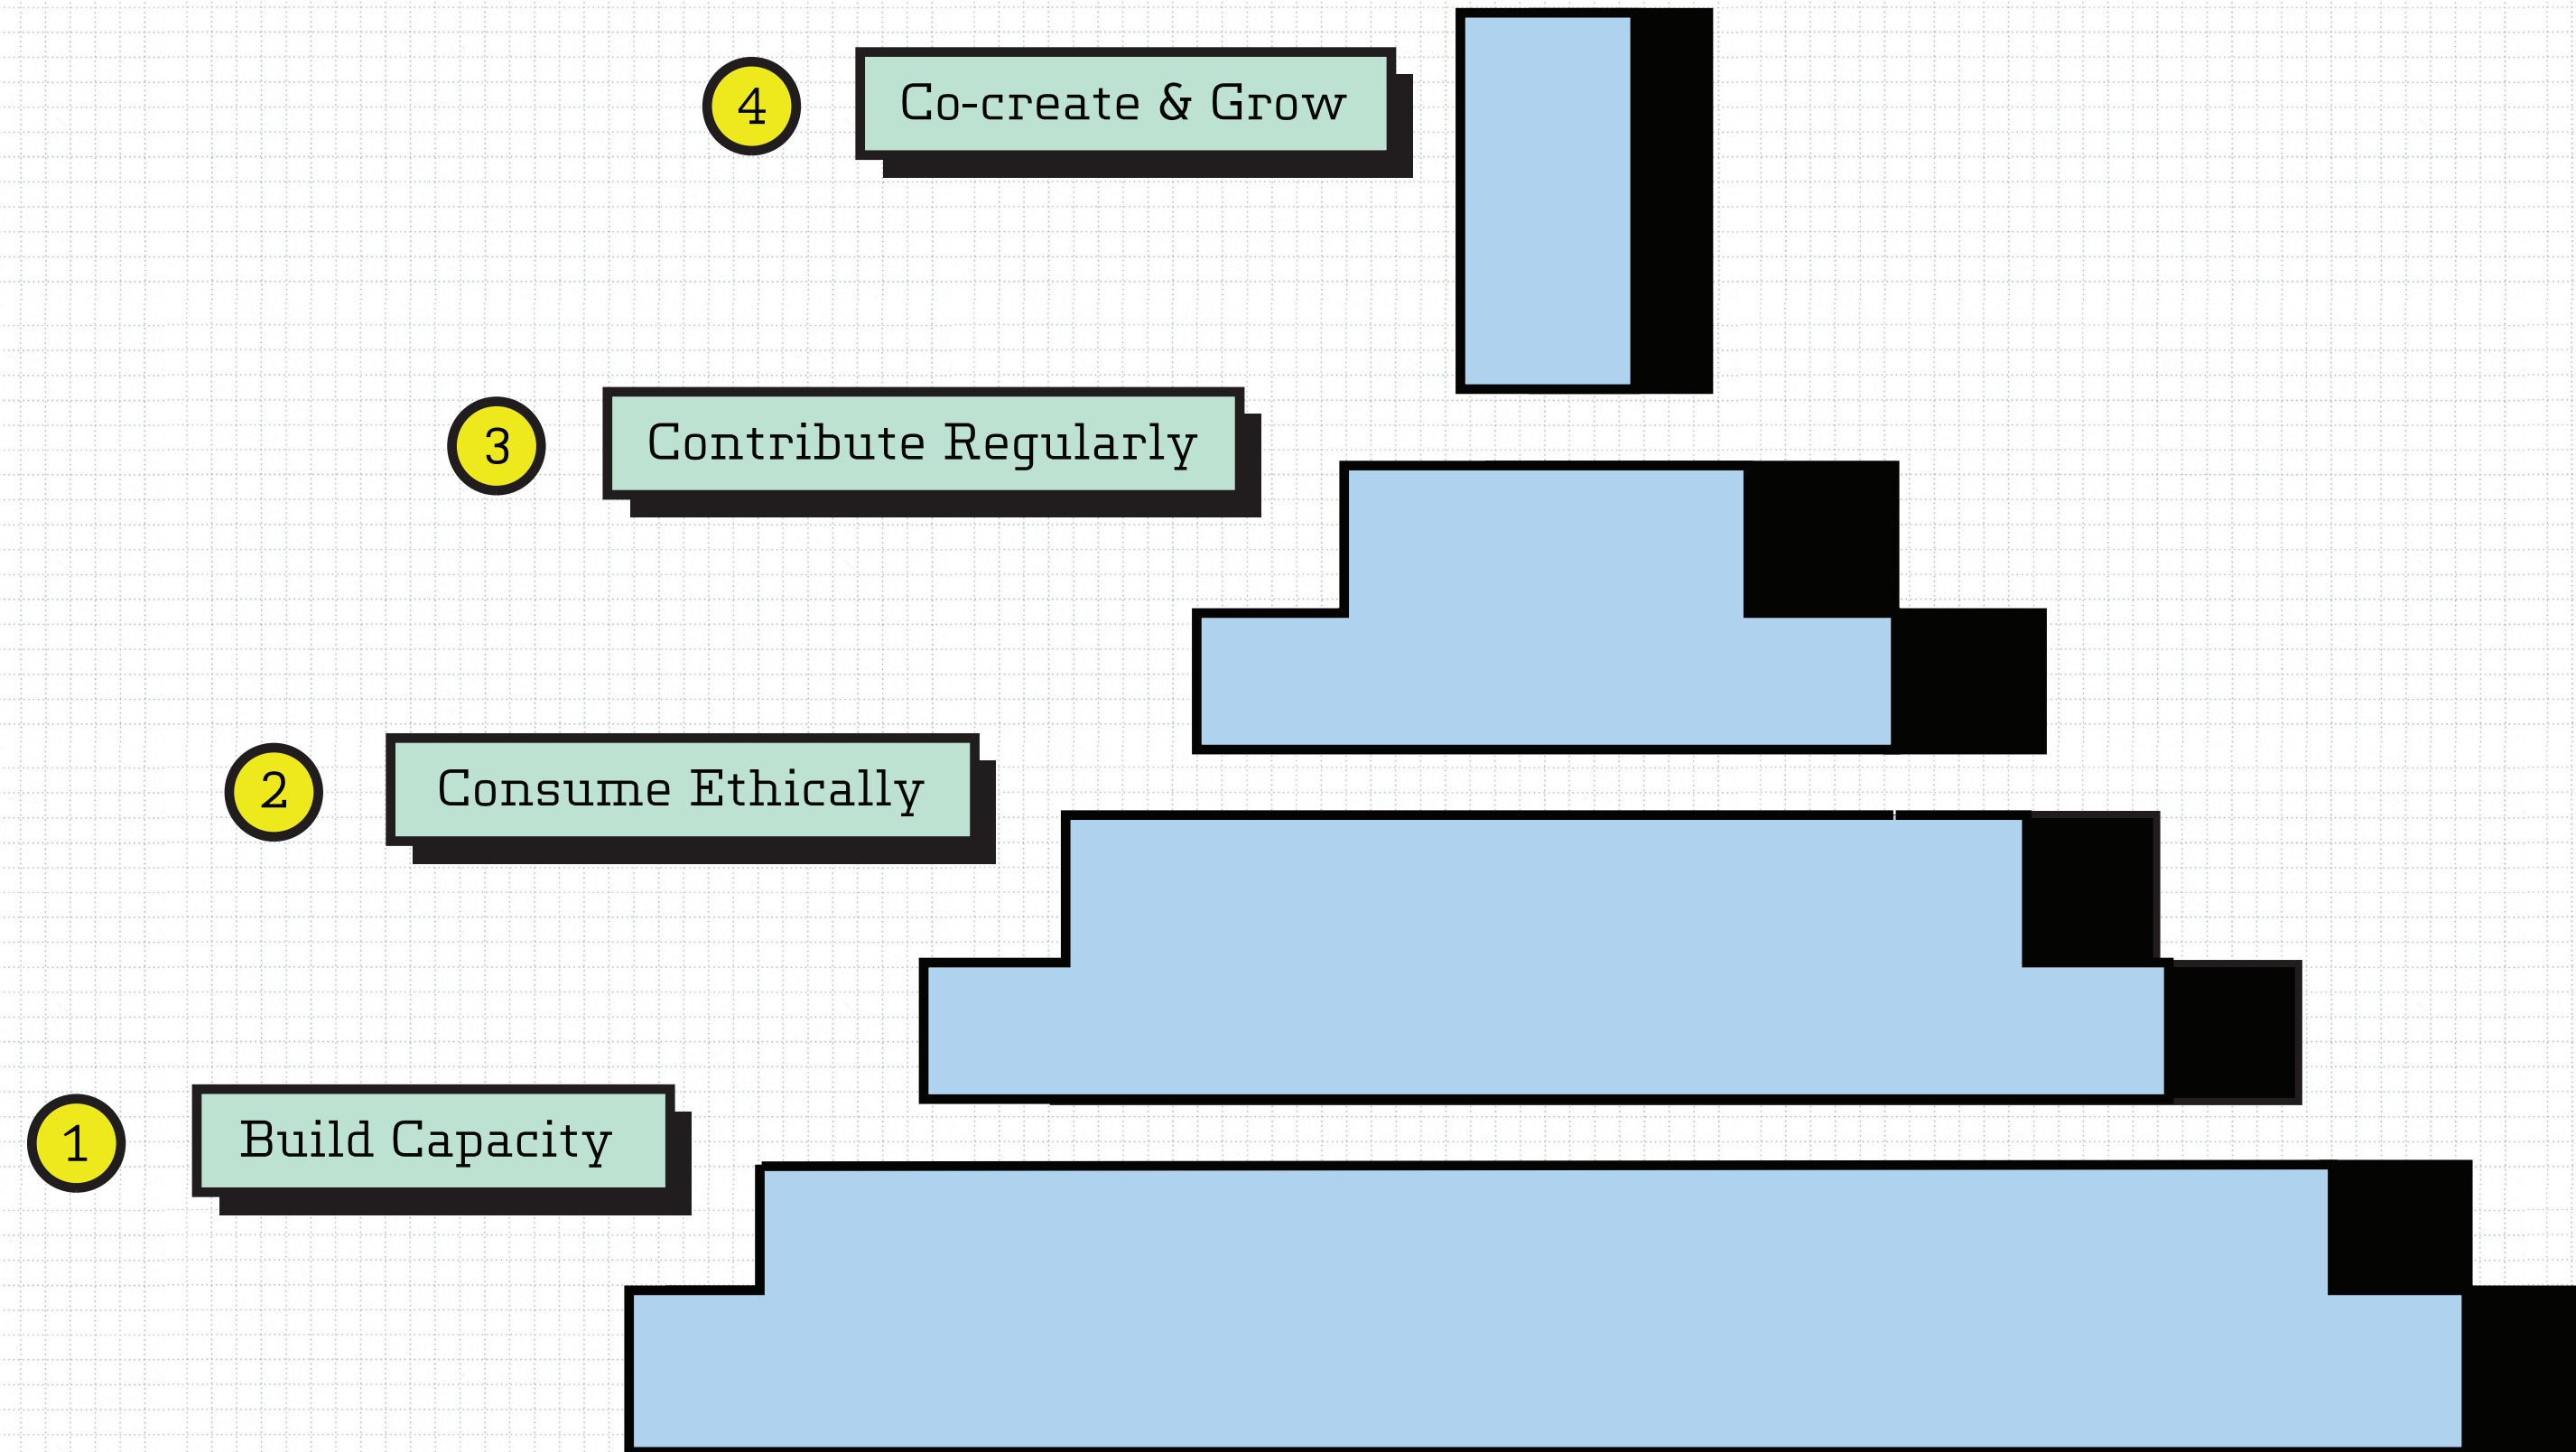 4 Co-create & Grow
3 Contribute Regularly
2 Consume Ethically
1 Build Capacity